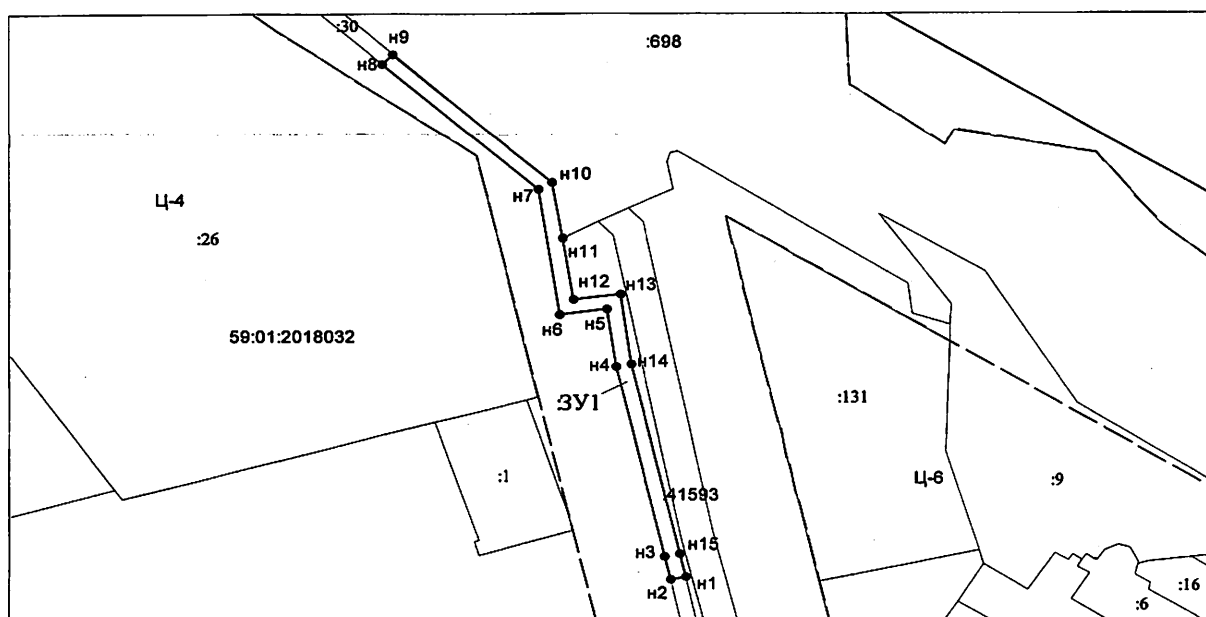 :30
н9
:698
н8
н10
н7
Ц-4
:26
н11
н12
н13
н6
н5
59:01:2018032
н4
н14
:ЗУ1
:131
:1
Ц-6
:9
:41593
н3
н15
н2
н1
:16
:6